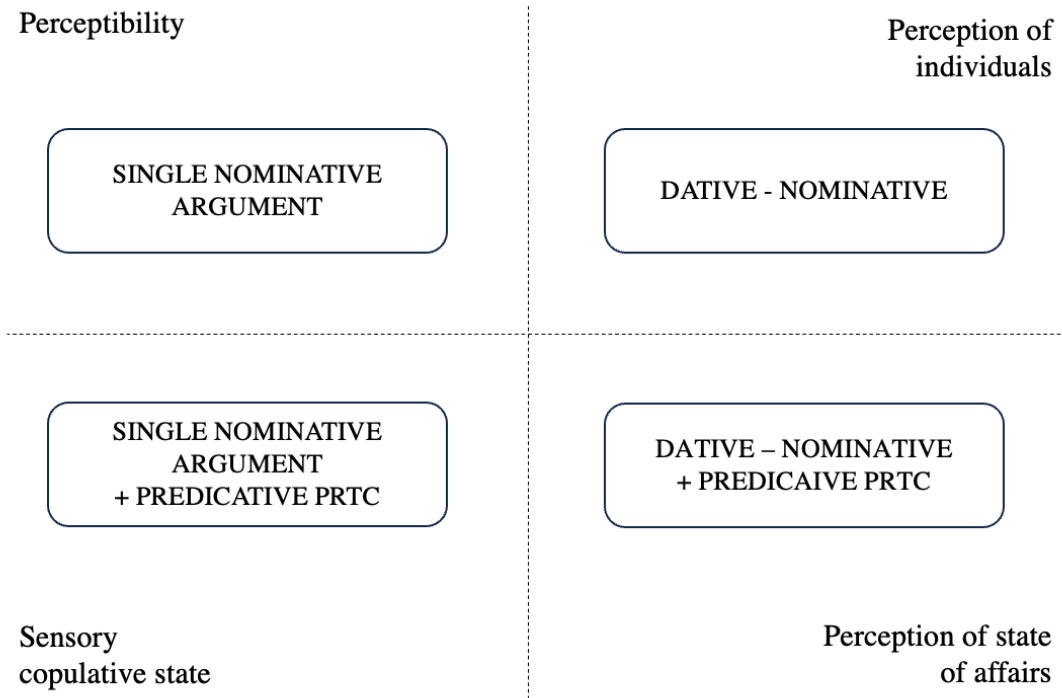 Perceptibility
Perception of
individuals
SINGLE NOMINATIVE
ARGUMENT
DATIVE - NOMINATIVE
SINGLE NOMINATIVE
ARGUMENT
+ PREDICATIVE PRTC
DATIVE – NOMINATIVE
+ PREDICAIVE PRTC
Sensory
copulative state
Perception of state
of affairs